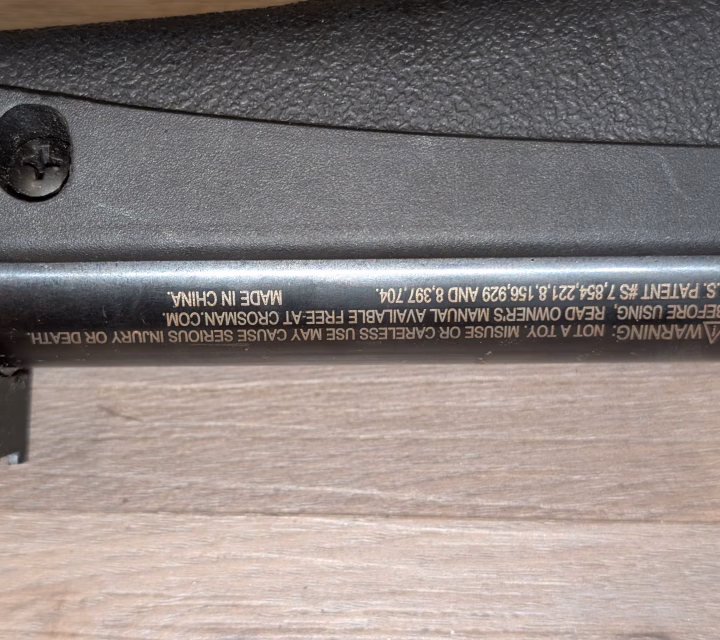 ⚠WARNING: NOT A TOY. MISUSE OR CARELESS USE MAY CAUSE SERIOUS INJURY OR DEATH.
BEFORE USING, READ OWNER'S MANUAL AVAILABLE FREE AT CROSMAN.COM.
.S. PATENT #S 7,854,221,8,156,929 AND 8,397,704. MADE IN CHINA.